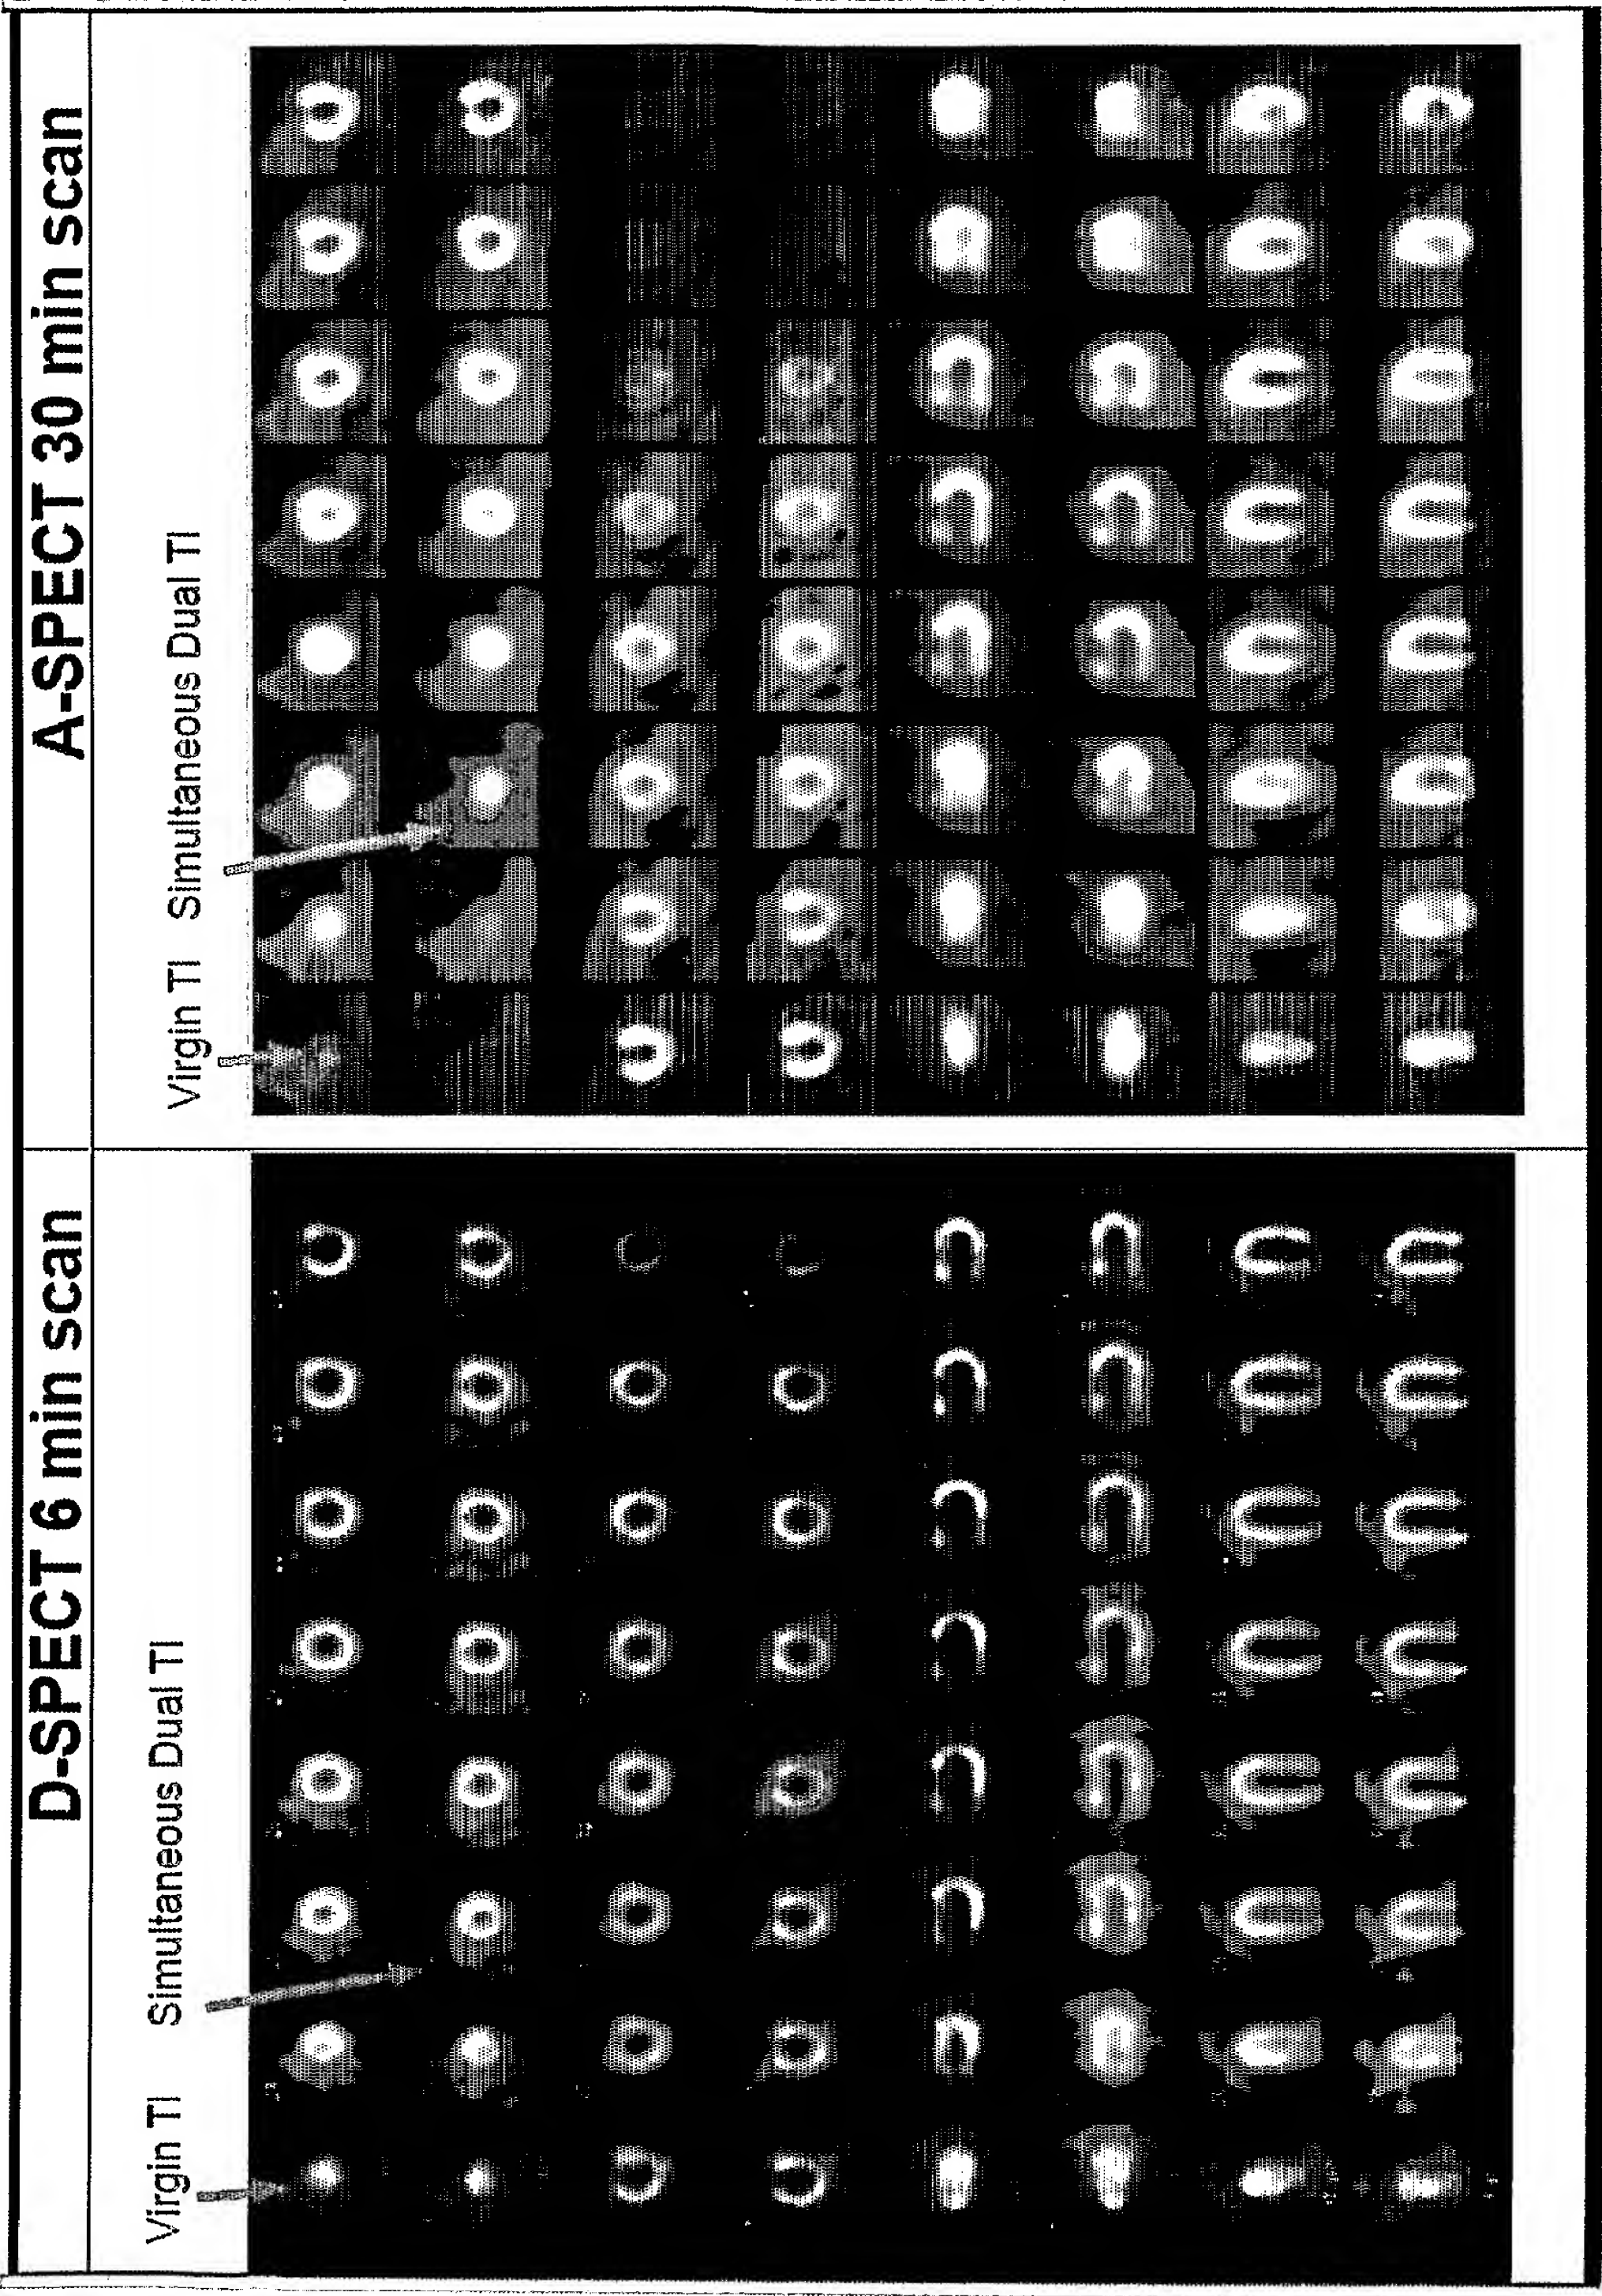 D-SPECT 6 min scan
A-SPECT 30 min scan
Virgin Tl
Simultaneous Dual Tl
Virgin Tl
Simultaneous Dual Tl